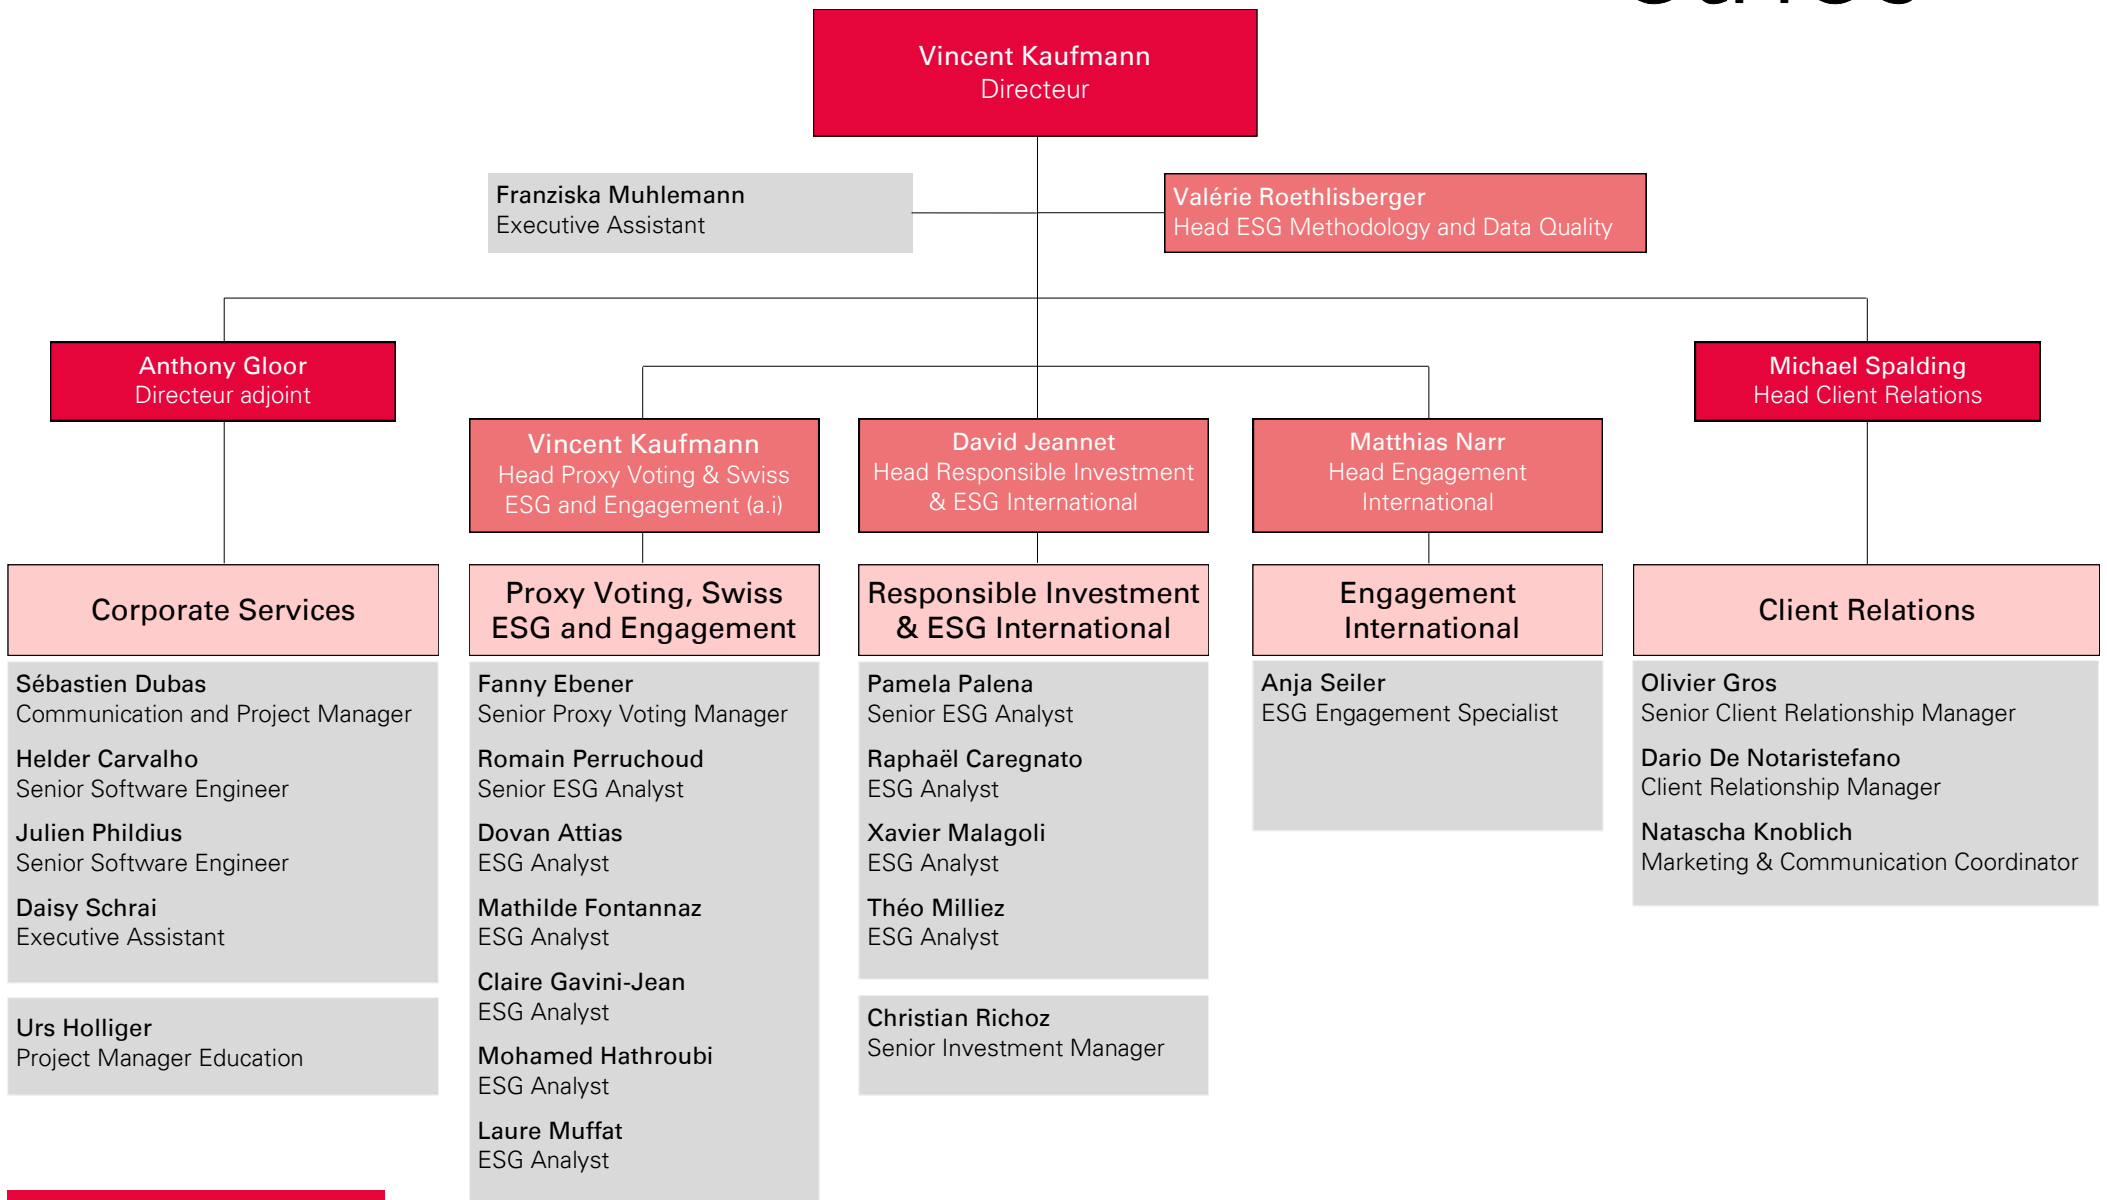 Vincent Kaufmann
Directeur
Franziska Muhlemann
Executive Assistant
Valérie Roethlisberger
Head ESG Methodology and Data Quality
Anthony Gloor
Directeur adjoint
Michael Spalding
Head Client Relations
Vincent Kaufmann
Head Proxy Voting & Swiss
ESG and Engagement (a.i)
David Jeannet
Head Responsible Investment
& ESG International
Matthias Narr
Head Engagement
International
Corporate Services
Sébastien Dubas
Communication and Project Manager
Helder Carvalho
Senior Software Engineer
Julien Phildius
Senior Software Engineer
Daisy Schrai
Executive Assistant
Urs Holliger
Project Manager Education
Proxy Voting, Swiss
ESG and Engagement
Fanny Ebener
Senior Proxy Voting Manager
Romain Perruchoud
Senior ESG Analyst
Dovan Attias
ESG Analyst
Mathilde Fontannaz
ESG Analyst
Claire Gavini-Jean
ESG Analyst
Mohamed Hathroubi
ESG Analyst
Laure Muffat
ESG Analyst
Responsible Investment
& ESG International
Pamela Palena
Senior ESG Analyst
Raphaël Caregnato
ESG Analyst
Xavier Malagoli
ESG Analyst
Théo Milliez
ESG Analyst
Christian Richoz
Senior Investment Manager
Engagement
International
Anja Seiler
ESG Engagement Specialist
Client Relations
Olivier Gros
Senior Client Relationship Manager
Dario De Notaristefano
Client Relationship Manager
Natascha Knoblich
Marketing & Communication Coordinator